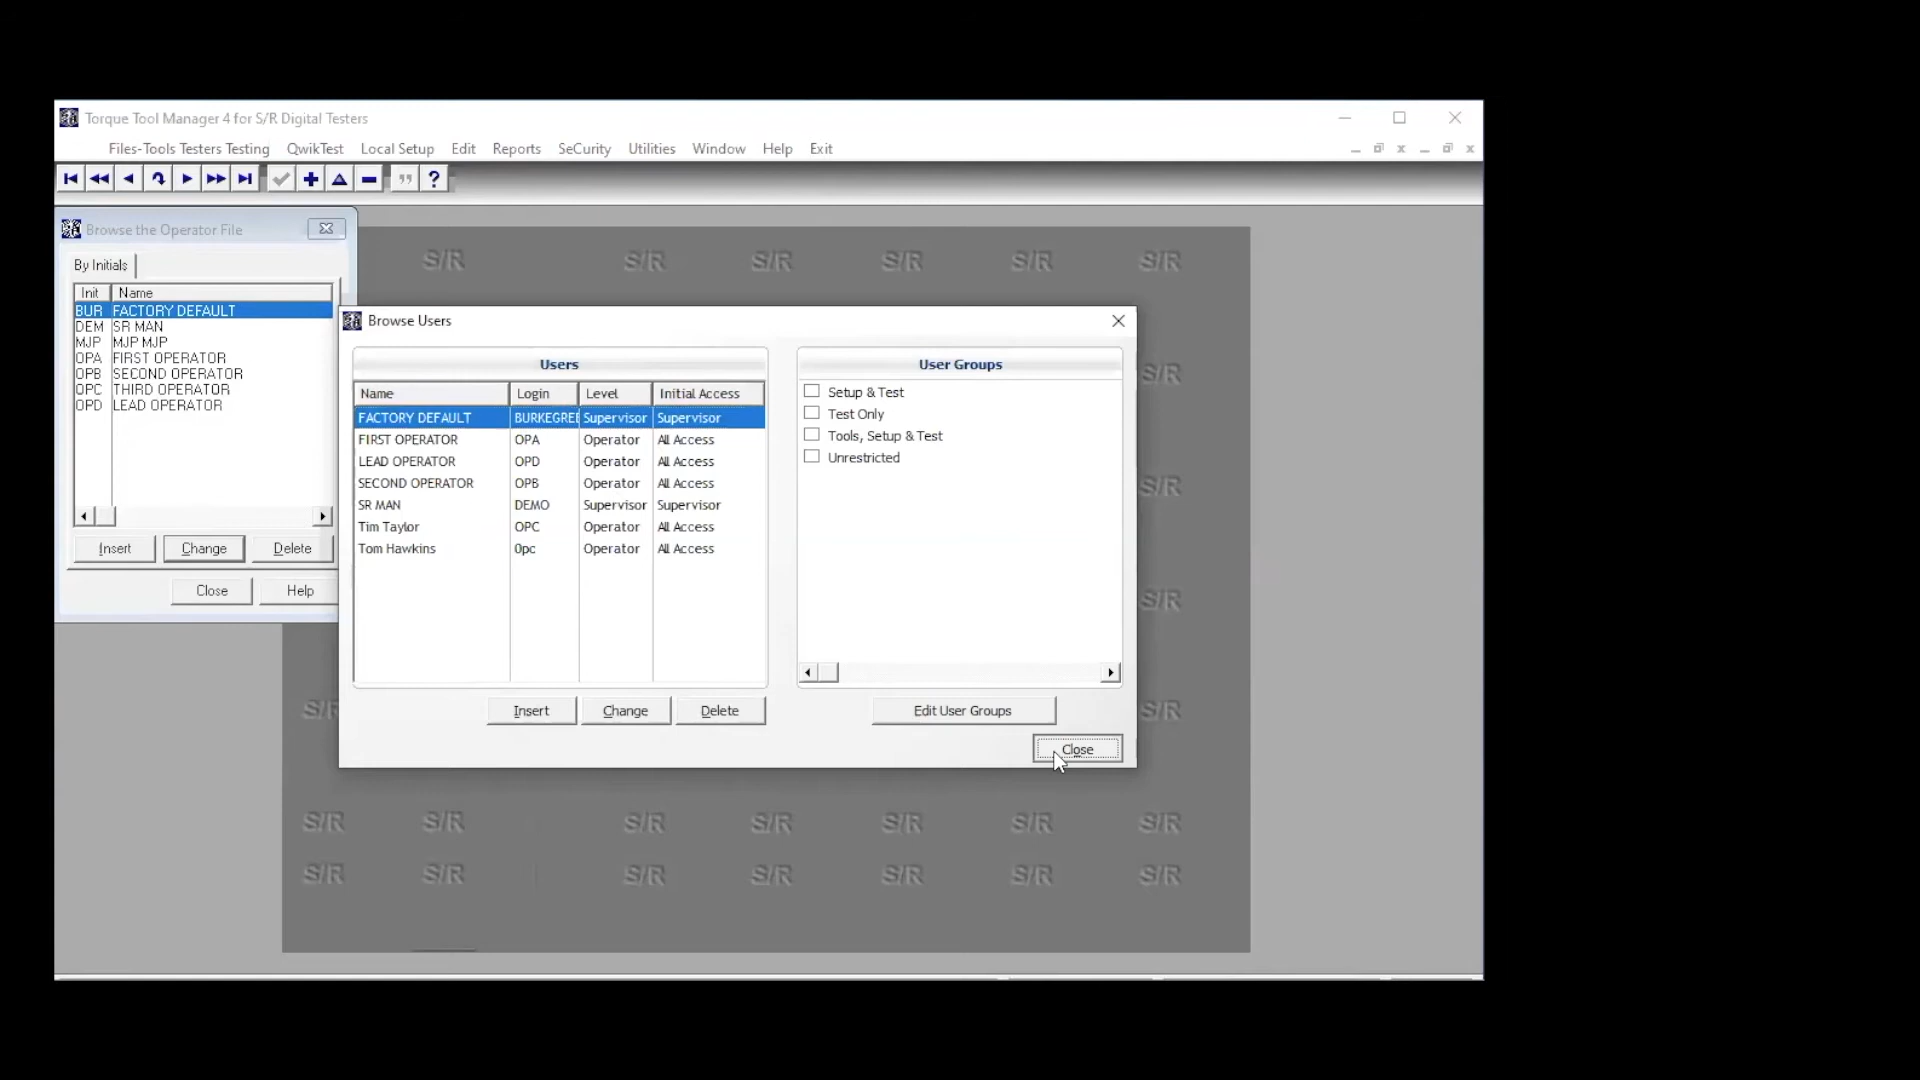 Torque Tool Manager 4 for S/R Digital Testers
Files-Tools Testers Testing QwikTest Local Setup Edit Reports SeCurity Utilities Window Help Exit
Browse the Operator File
By Initials
Init Name
BUR FACTORY DEFAULT
DEM SR MAN
MJP MJP MJP
OPA FIRST OPERATOR
OPB SECOND OPERATOR
OPC THIRD OPERATOR
OPD LEAD OPERATOR
Insert Change Delete
Close Help
Browse Users
Users
Name Login Level Initial Access
FACTORY DEFAULT BURKEGREE Supervisor Supervisor
FIRST OPERATOR OPA Operator All Access
LEAD OPERATOR OPD Operator All Access
SECOND OPERATOR OPB Operator All Access
SR MAN DEMO Supervisor Supervisor
Tim Taylor OPC Operator All Access
Tom Hawkins 0pc Operator All Access
Insert Change Delete
User Groups
Setup & Test
Test Only
Tools, Setup & Test
Unrestricted
Edit User Groups
Close
S/R S/R S/R S/R S/R S/R
S/R
S/R
S/R
S/R S/R
S/R S/R S/R S/R S/R S/R S/R
S/R S/R S/R S/R S/R S/R S/R